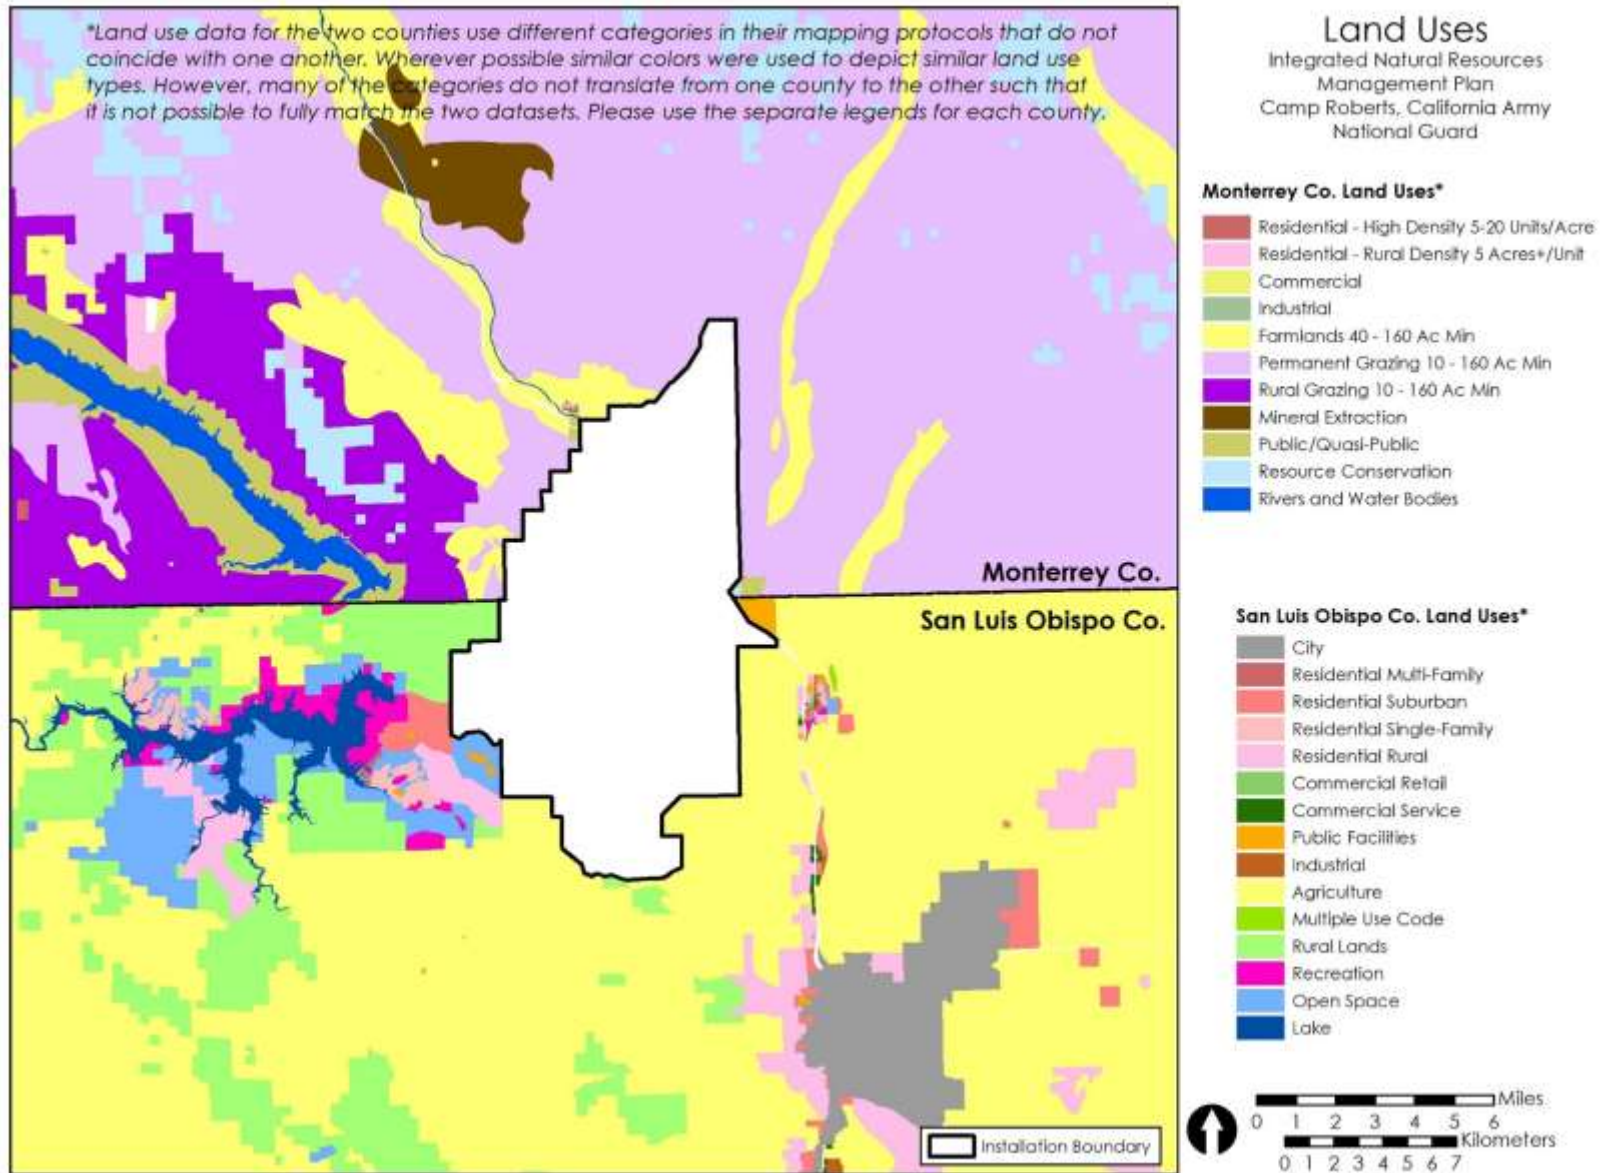 *Land use data for the two counties use different categories in their mapping protocols that do not
coincide with one another. Wherever possible similar colors were used to depict similar land use
types. However, many of the categories do not translate from one county to the other such that
it is not possible to fully match the two datasets. Please use the separate legends for each county.
Monterrey Co.
San Luis Obispo Co.
Installation Boundary
Land Uses
Integrated Natural Resources
Management Plan
Camp Roberts, California Army
National Guard
Monterrey Co. Land Uses*
Residential - High Density 5-20 Units/Acre
Residential - Rural Density 5 Acres+/Unit
Commercial
Industrial
Farmlands 40 - 160 Ac Min
Permanent Grazing 10 - 160 Ac Min
Rural Grazing 10 - 160 Ac Min
Mineral Extraction
Public/Quasi-Public
Resource Conservation
Rivers and Water Bodies
San Luis Obispo Co. Land Uses*
City
Residential Multi-Family
Residential Suburban
Residential Single-Family
Residential Rural
Commercial Retail
Commercial Service
Public Facilities
Industrial
Agriculture
Multiple Use Code
Rural Lands
Recreation
Open Space
Lake
Miles
0 1 2 3 4 5 6
Kilometers
0 1 2 3 4 5 6 7